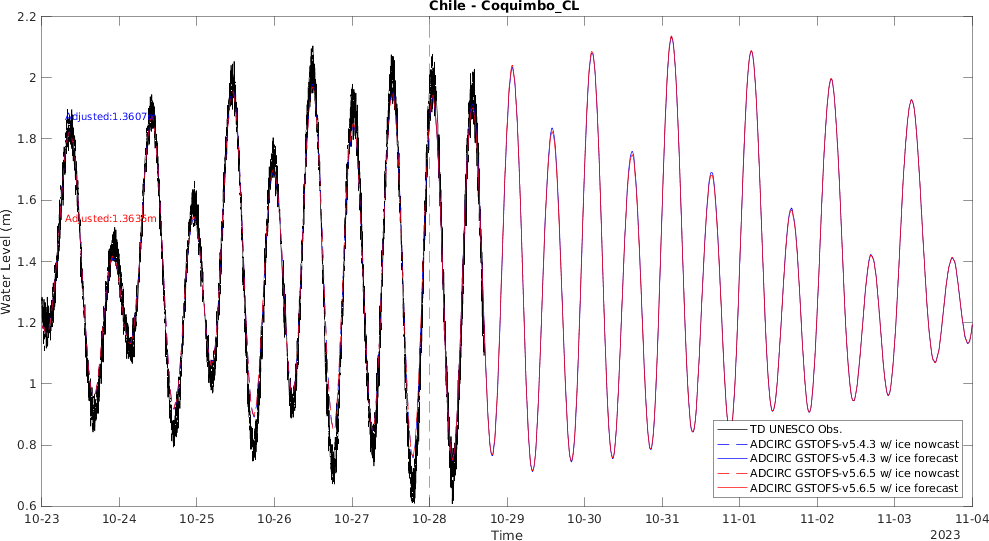 Chile - Coquimbo_CL
2.2
2
1.8
1.6
1.4
1.2
1
0.8
0.6
Water Level (m)
Adjusted:1.3607m
Adjusted:1.3635m
TD UNESCO Obs.
ADCIRC GSTOFS-v5.4.3 w/ ice nowcast
ADCIRC GSTOFS-v5.4.3 w/ ice forecast
ADCIRC GSTOFS-v5.6.5 w/ ice nowcast
ADCIRC GSTOFS-v5.6.5 w/ ice forecast
10-23 10-24 10-25 10-26 10-27 10-28 10-29 10-30 10-31 11-01 11-02 11-03 11-04
Time
2023